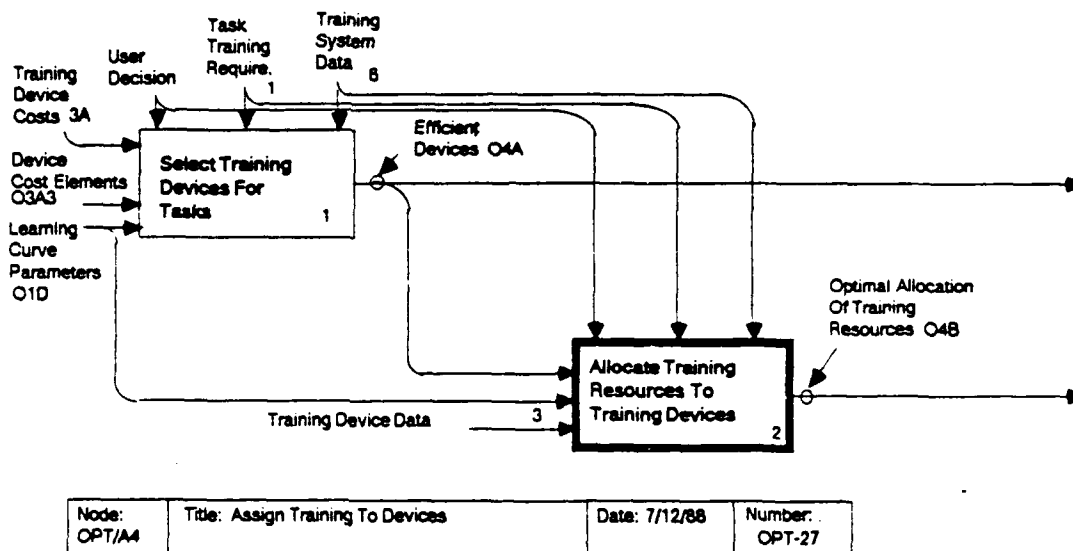 Training
System
Data
6
Task
Training
Require.
1
User
Decision
Training
Device
Costs 3A
Device
Cost Elements
O3A3
Learning
Curve
Parameters
O1D
Select Training
Devices For
Tasks
1
Efficient
Devices O4A
Optimal Allocation
Of Training
Resources O4B
Allocate Training
Resources To
Training Devices
2
Training Device Data
3
Node:
OPT/A4
Title: Assign Training To Devices
Date: 7/12/88
Number:
OPT-27